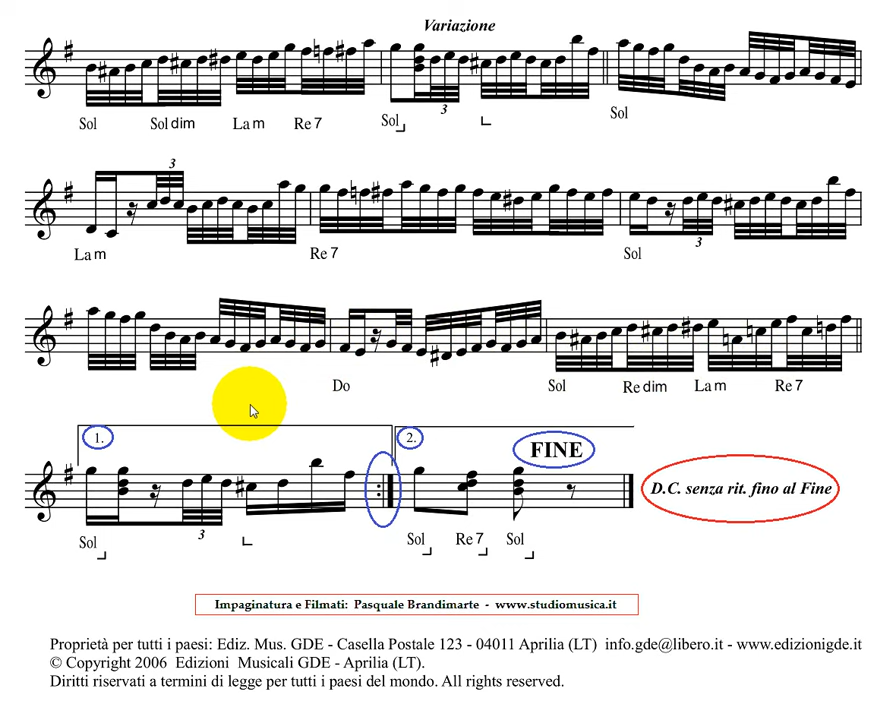 Variazione
Sol Sol dim La m Re 7 Sol 3 Sol
3
La m Re 7 Sol 3
Do Sol Re dim La m Re 7
1. 2. FINE
D.C. senza rit. fino al Fine
3
Sol Sol Re 7 Sol
Impaginatura e Filmati: Pasquale Brandimarte - www.studiomusica.it
Proprietà per tutti i paesi: Ediz. Mus. GDE - Casella Postale 123 - 04011 Aprilia (LT) info.gde@libero.it - www.edizionigde.it
© Copyright 2006 Edizioni Musicali GDE - Aprilia (LT).
Diritti riservati a termini di legge per tutti i paesi del mondo. All rights reserved.